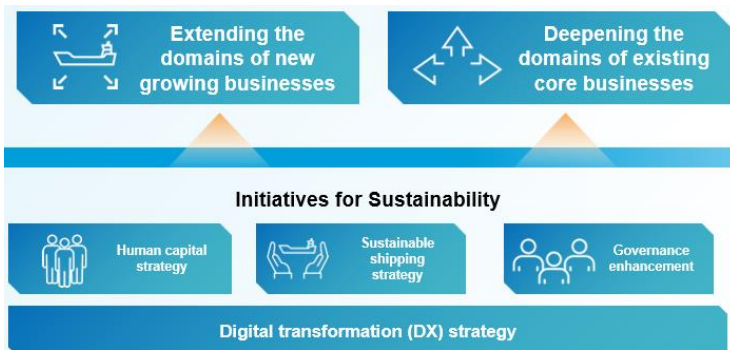 Extending the
domains of new
growing businesses
Deepening the
domains of existing
core businesses
Initiatives for Sustainability
Human capital
strategy
Sustainable
shipping
strategy
Governance
enhancement
Digital transformation (DX) strategy